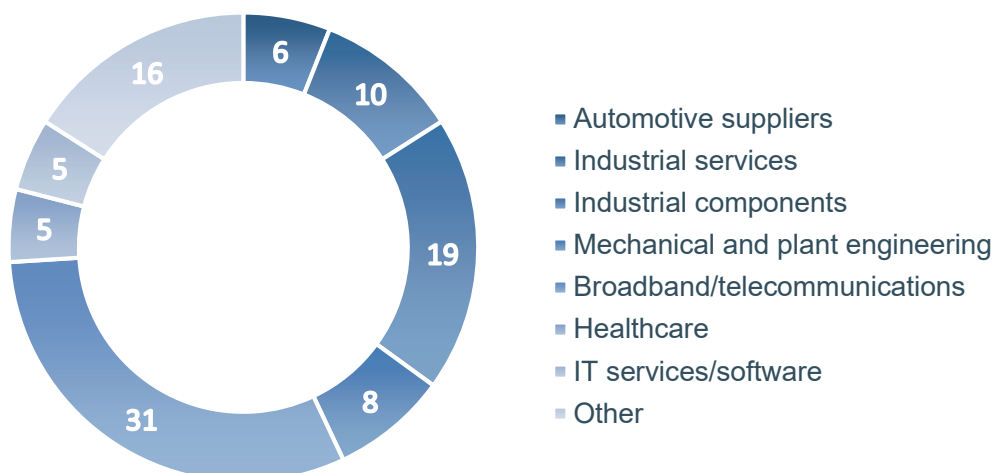 6
10
19
8
31
5
5
16
Automotive suppliers
Industrial services
Industrial components
Mechanical and plant engineering
Broadband/telecommunications
Healthcare
IT services/software
Other